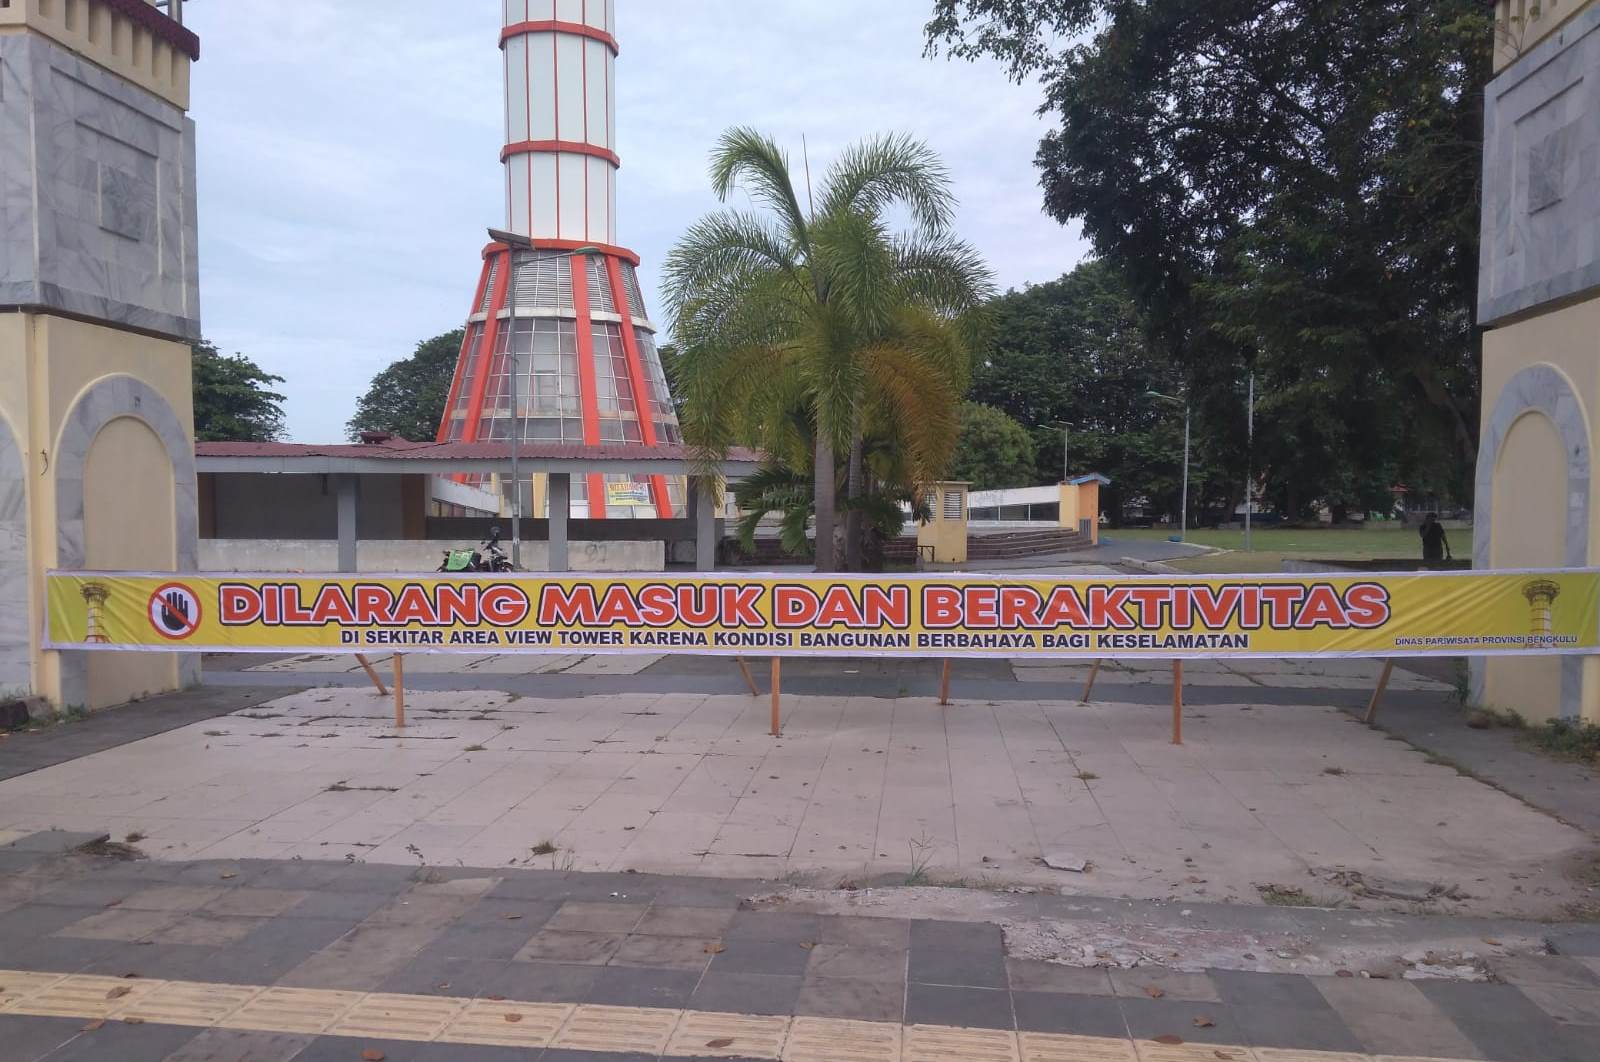 DILARANG MASUK DAN BERAKTIVITAS
DI SEKITAR AREA VIEW TOWER KARENA KONDISI BANGUNAN BERBAHAYA BAGI KESELAMATAN
DINAS PARIWISATA PROVINSI BENGKULU